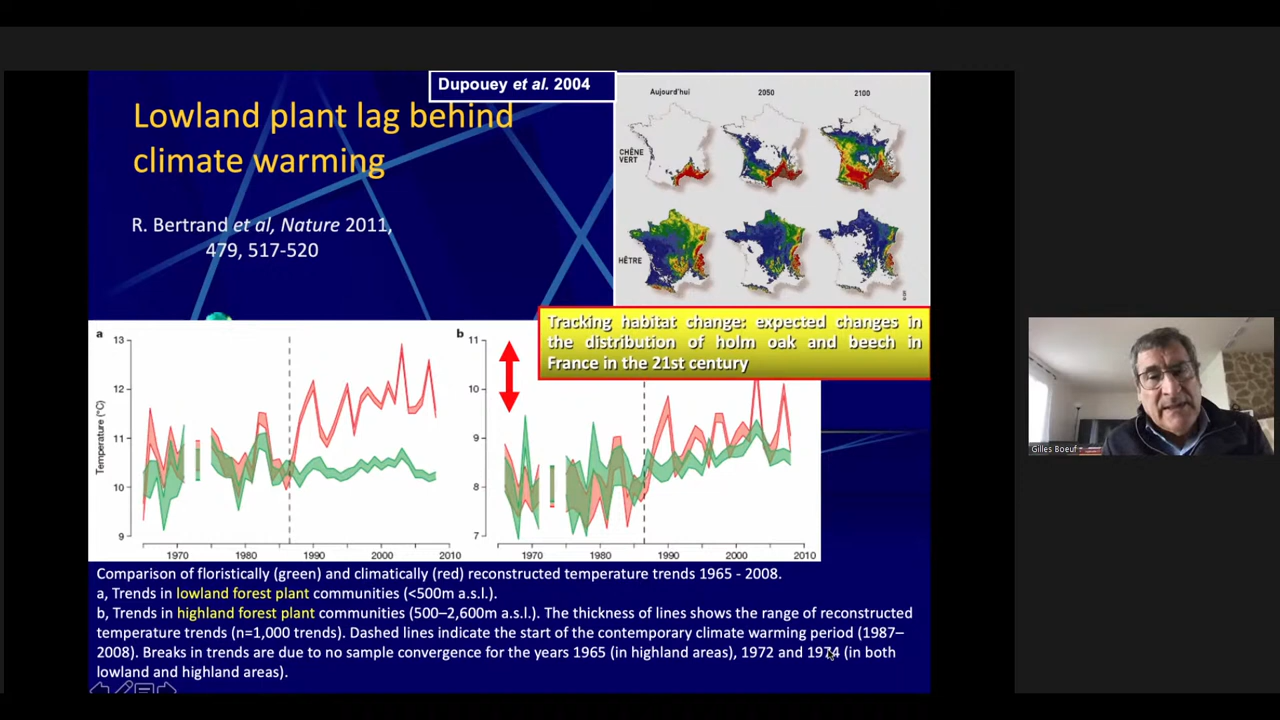 Dupouey et al. 2004
Lowland plant lag behind
climate warming
R. Bertrand et al, Nature 2011,
479, 517-520
Aujourd'hui 2050 2100
CHÊNE
VERT
HÊTRE
Tracking habitat change: expected changes in
the distribution of holm oak and beech in
France in the 21st century
a
13
12
11
10
9
Temperature (°C)
1970 1980 1990 2000 2010
b
11
10
9
8
7
1970 1980 1990 2000 2010
Comparison of floristically (green) and climatically (red) reconstructed temperature trends 1965 - 2008.
a, Trends in lowland forest plant communities (<500m a.s.l.).
b, Trends in highland forest plant communities (500–2,600m a.s.l.). The thickness of lines shows the range of reconstructed
temperature trends (n=1,000 trends). Dashed lines indicate the start of the contemporary climate warming period (1987–
2008). Breaks in trends are due to no sample convergence for the years 1965 (in highland areas), 1972 and 1974 (in both
lowland and highland areas).
Gilles Boeuf